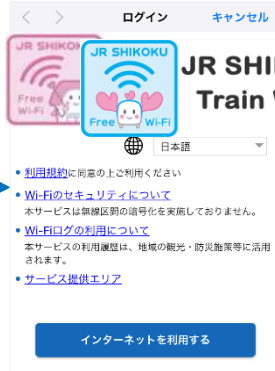 ログイン キャンセル
JR SHIKOKU
Free Wi-Fi
JR SHIKOKU
Free Wi-Fi
JR SHI
Train
日本語
利用規約に同意の上ご利用ください
Wi-Fiのセキュリティについて
本サービスは無線区間の暗号化を実施しておりません。
Wi-Fiログの利用について
本サービスの利用履歴は、地域の観光・防災施策等に活用
されます。
サービス提供エリア
インターネットを利用する